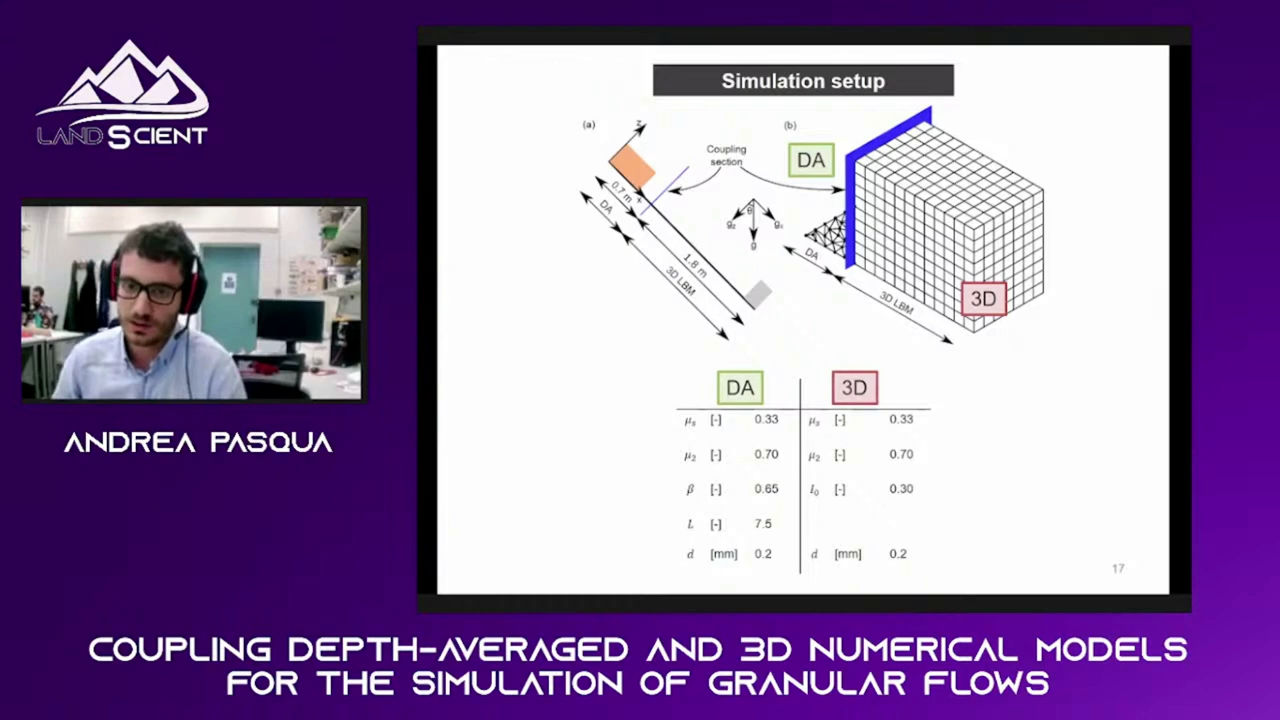 LANDSCIENT
Simulation setup
(a)
z
Coupling
section
0.7 m
x
DA
1.8 m
3D LBM
θ
gz
gx
g
(b)
DA
DA
3D LBM
3D
DA 3D
μs [-] 0.33 μs [-] 0.33
μ2 [-] 0.70 μ2 [-] 0.70
β [-] 0.65 I0 [-] 0.30
L [-] 7.5
d [mm] 0.2 d [mm] 0.2
17
ANDREA PASQUA
COUPLING DEPTH-AVERAGED AND 3D NUMERICAL MODELS
FOR THE SIMULATION OF GRANULAR FLOWS